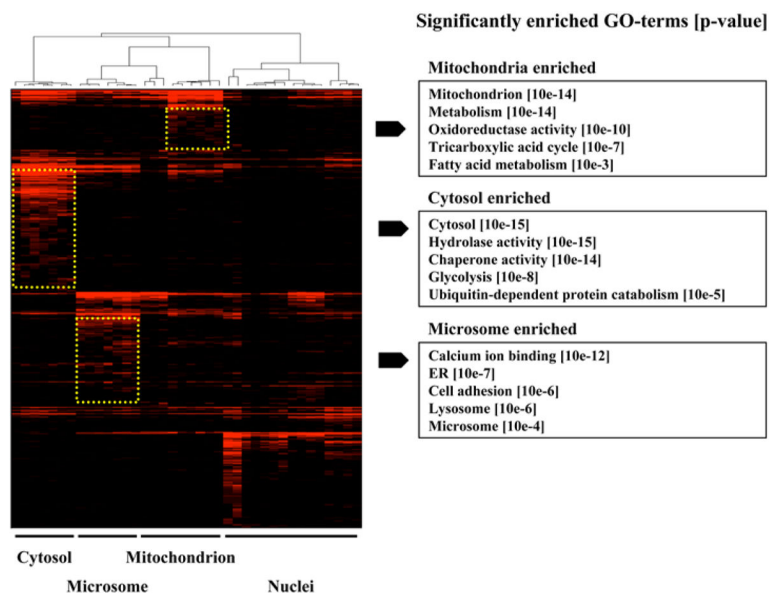 Significantly enriched GO-terms [p-value]
Mitochondria enriched
Mitochondrion [10e-14]
Metabolism [10e-14]
Oxidoreductase activity [10e-10]
Tricarboxylic acid cycle [10e-7]
Fatty acid metabolism [10e-3]
Cytosol enriched
Cytosol [10e-15]
Hydrolase activity [10e-15]
Chaperone activity [10e-14]
Glycolysis [10e-8]
Ubiquitin-dependent protein catabolism [10e-5]
Microsome enriched
Calcium ion binding [10e-12]
ER [10e-7]
Cell adhesion [10e-6]
Lysosome [10e-6]
Microsome [10e-4]
Cytosol Mitochondrion
Microsome Nuclei